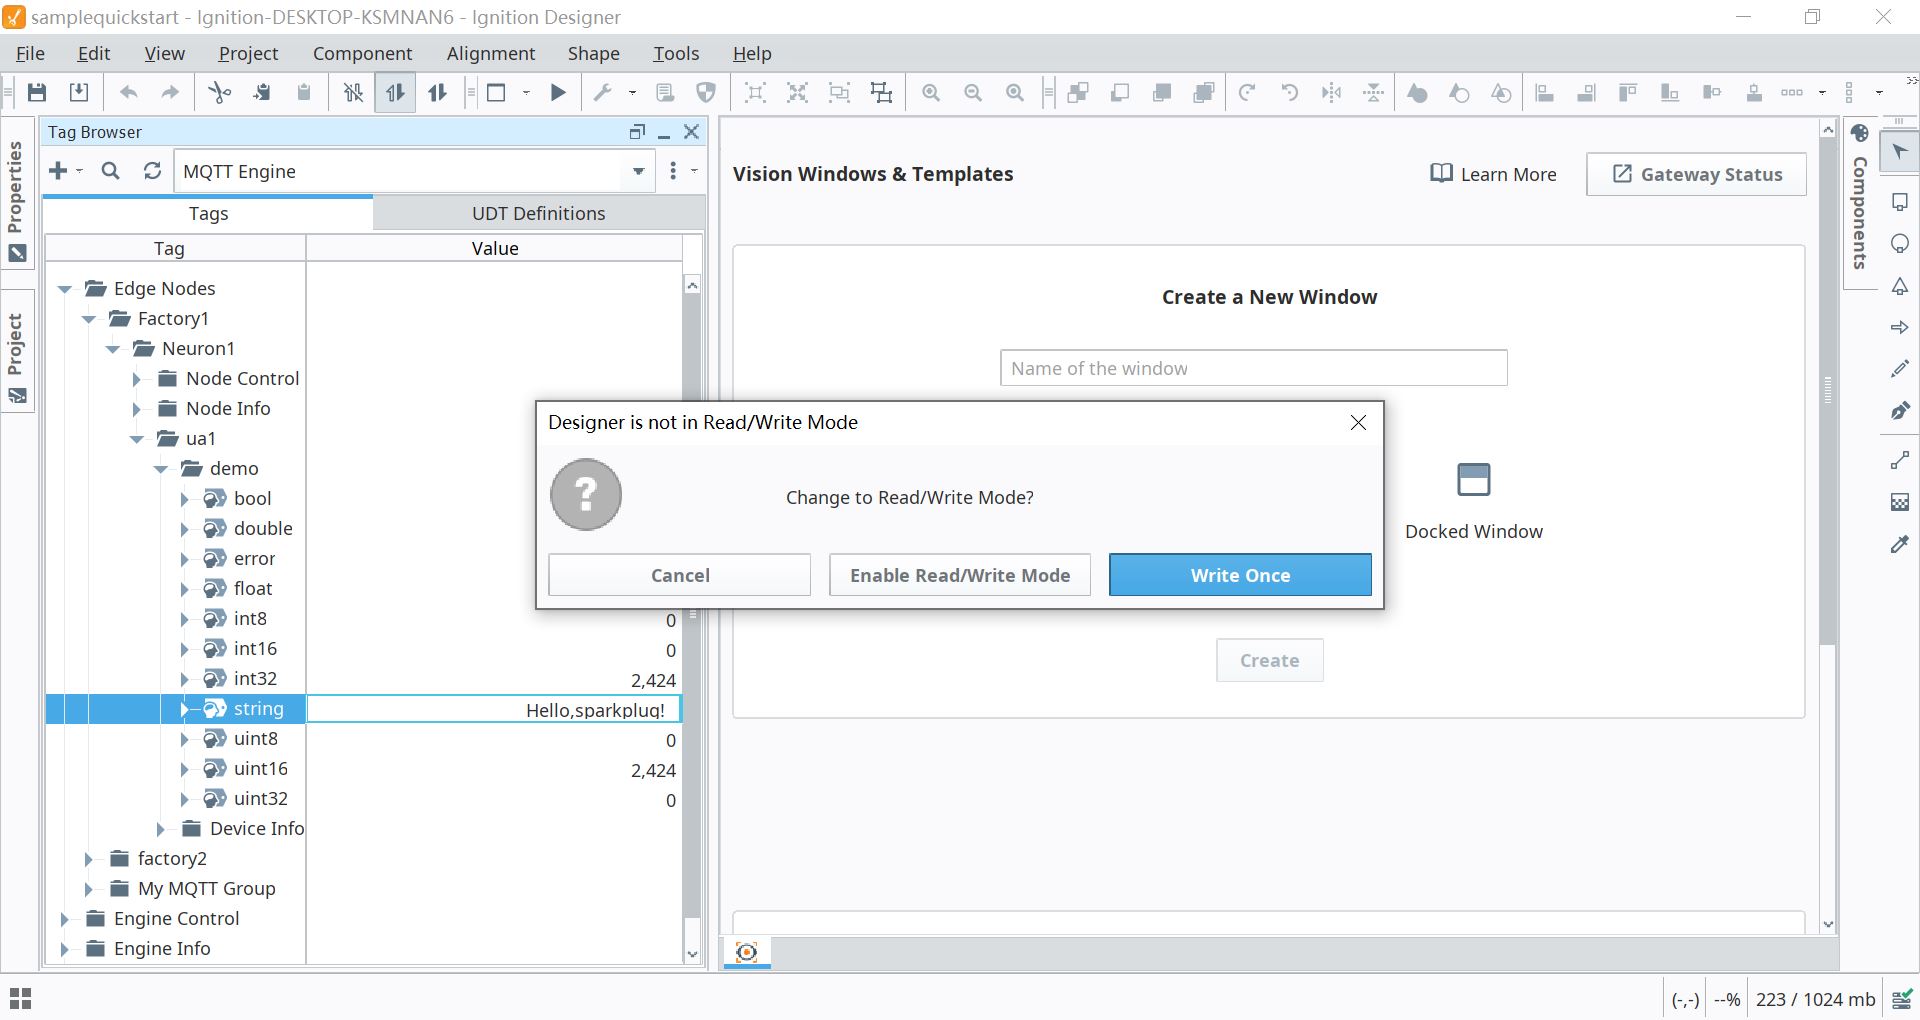 samplequickstart - Ignition-DESKTOP-KSMNAN6 - Ignition Designer
File Edit View Project Component Alignment Shape Tools Help
Tag Browser
MQTT Engine
Tags UDT Definitions
Tag Value
Edge Nodes
Factory1
Neuron1
Node Control
Node Info
ua1
demo
bool
double
error
float
int8 0
int16 0
int32 2,424
string Hello,sparkplug!
uint8 0
uint16 2,424
uint32 0
Device Info
factory2
My MQTT Group
Engine Control
Engine Info
Properties
Project
Vision Windows & Templates
Learn More
Gateway Status
Create a New Window
Name of the window
Docked Window
Create
Designer is not in Read/Write Mode
?
Change to Read/Write Mode?
Cancel Enable Read/Write Mode Write Once
Components
(-,-) --% 223 / 1024 mb